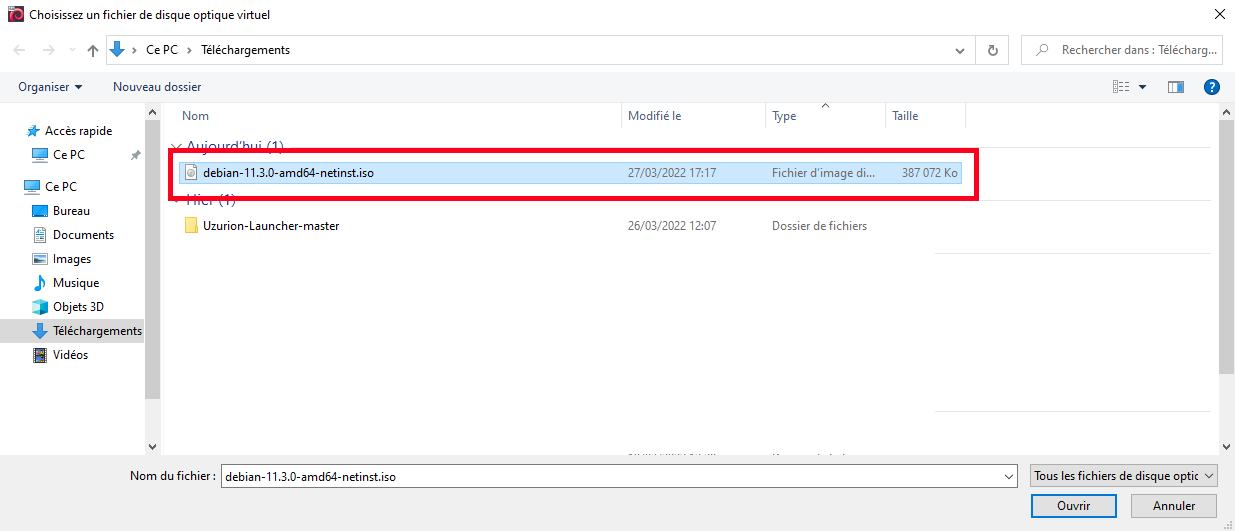 Choisissez un fichier de disque optique virtuel
Ce PC > Téléchargements
Rechercher dans : Télécharg...
Organiser Nouveau dossier
Nom Modifié le Type Taille
Accès rapide
Ce PC
Ce PC
Bureau
Documents
Images
Musique
Objets 3D
Téléchargements
Vidéos
Aujourd'hui (1)
debian-11.3.0-amd64-netinst.iso 27/03/2022 17:17 Fichier d'image di... 387 072 Ko
Hier (1)
Uzurion-Launcher-master 26/03/2022 12:07 Dossier de fichiers
Nom du fichier : debian-11.3.0-amd64-netinst.iso Tous les fichiers de disque optic
Ouvrir Annuler